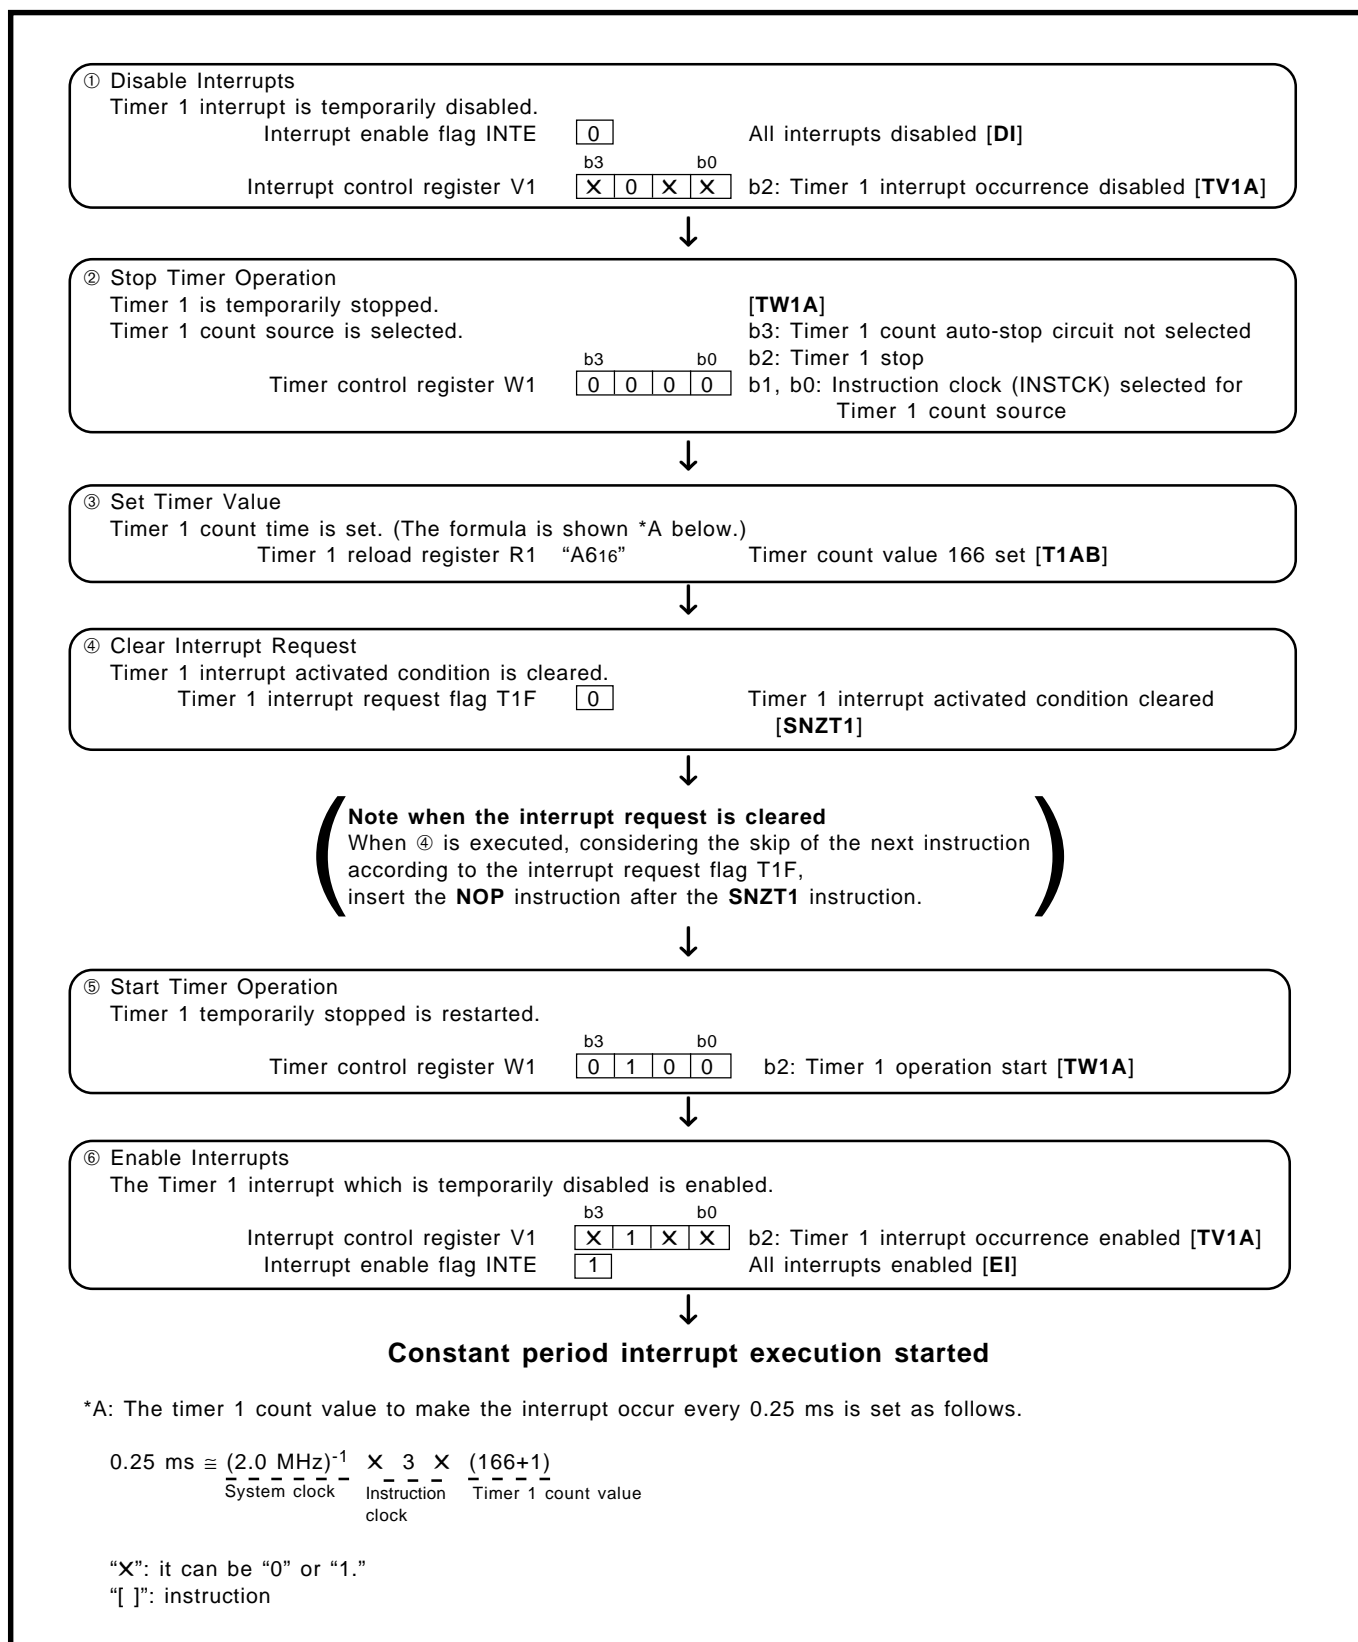 ① Disable Interrupts
Timer 1 interrupt is temporarily disabled.
Interrupt enable flag INTE 0 All interrupts disabled [DI]
b3 b0
Interrupt control register V1 ✕ 0 ✕ ✕ b2: Timer 1 interrupt occurrence disabled [TV1A]
↓
② Stop Timer Operation
Timer 1 is temporarily stopped. [TW1A]
Timer 1 count source is selected. b3: Timer 1 count auto-stop circuit not selected
b3 b0 b2: Timer 1 stop
Timer control register W1 0 0 0 0 b1, b0: Instruction clock (INSTCK) selected for
Timer 1 count source
↓
③ Set Timer Value
Timer 1 count time is set. (The formula is shown *A below.)
Timer 1 reload register R1 “A616” Timer count value 166 set [T1AB]
↓
④ Clear Interrupt Request
Timer 1 interrupt activated condition is cleared.
Timer 1 interrupt request flag T1F 0 Timer 1 interrupt activated condition cleared
[SNZT1]
↓
Note when the interrupt request is cleared
When ④ is executed, considering the skip of the next instruction
according to the interrupt request flag T1F,
insert the NOP instruction after the SNZT1 instruction.
↓
⑤ Start Timer Operation
Timer 1 temporarily stopped is restarted.
b3 b0
Timer control register W1 0 1 0 0 b2: Timer 1 operation start [TW1A]
↓
⑥ Enable Interrupts
The Timer 1 interrupt which is temporarily disabled is enabled.
b3 b0
Interrupt control register V1 ✕ 1 ✕ ✕ b2: Timer 1 interrupt occurrence enabled [TV1A]
Interrupt enable flag INTE 1 All interrupts enabled [EI]
↓
Constant period interrupt execution started
*A: The timer 1 count value to make the interrupt occur every 0.25 ms is set as follows.
0.25 ms ≅ (2.0 MHz)-1 ✕ 3 ✕ (166+1)
System clock Instruction Timer 1 count value
clock
“✕”: it can be “0” or “1.”
“[ ]”: instruction